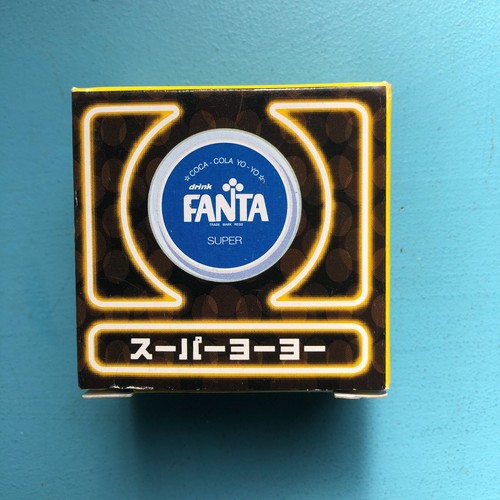 ☆COCA-COLA YO-YO☆
drink
FANTA
TRADE MARK REGD
SUPER
スーパーヨーヨー